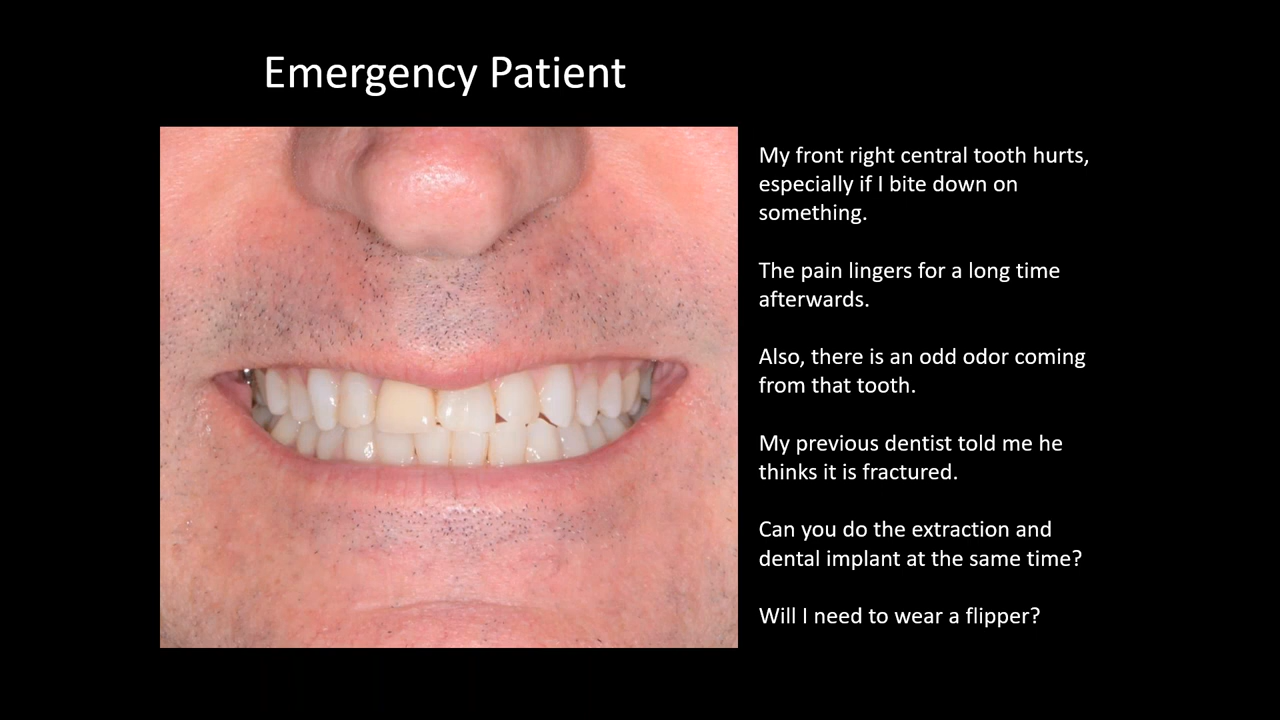 Emergency Patient
My front right central tooth hurts,
especially if I bite down on
something.
The pain lingers for a long time
afterwards.
Also, there is an odd odor coming
from that tooth.
My previous dentist told me he
thinks it is fractured.
Can you do the extraction and
dental implant at the same time?
Will I need to wear a flipper?